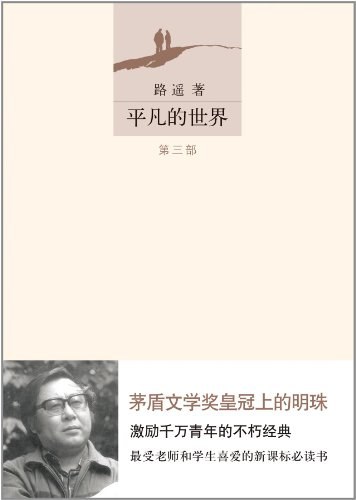 路遥 著
平凡的世界
第三部
茅盾文学奖皇冠上的明珠
激励千万青年的不朽经典
最受老师和学生喜爱的新课标必读书